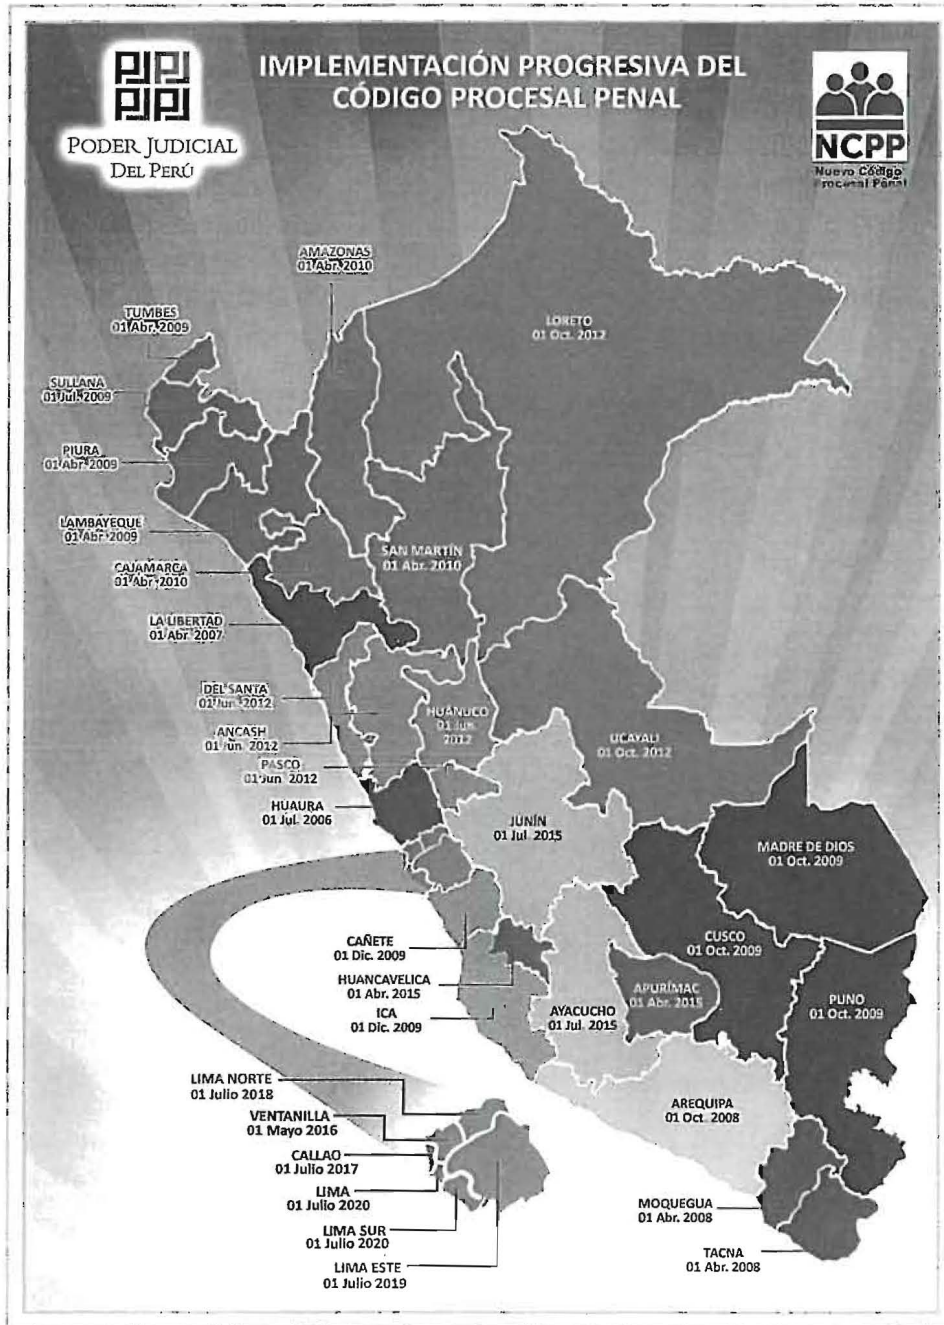 IMPLEMENTACIÓN PROGRESIVA DEL
CÓDIGO PROCESAL PENAL
PJPJ
PJPJ
PODER JUDICIAL
DEL PERÚ
NCPP
Nuevo Código
Procesal Penal
AMAZONAS
01 Abr. 2010
TUMBES
01 Abr. 2009
LORETO
01 Oct. 2012
SULLANA
01 Jul. 2009
PIURA
01 Abr. 2009
LAMBAYEQUE
01 Abr 2009
SAN MARTÍN
01 Abr. 2010
CAJAMARCA
01 Abr. 2010
LA LIBERTAD
01 Abr. 2007
DEL SANTA
01 Jun. 2012
HUÁNUCO
01 Jun.
2012
ANCASH
01 Jun. 2012
UCAYALI
01 Oct. 2012
PASCO
01 Jun 2012
HUAURA
01 Jul. 2006
JUNÍN
01 Jul. 2015
MADRE DE DIOS
01 Oct. 2009
CAÑETE
01 Dic. 2009
CUSCO
01 Oct. 2009
HUANCAVELICA
01 Abr. 2015
APURÍMAC
01 Abr. 2015
PUNO
01 Oct. 2009
ICA
01 Dic. 2009
AYACUCHO
01 Jul. 2015
LIMA NORTE
01 Julio 2018
AREQUIPA
01 Oct. 2008
VENTANILLA
01 Mayo 2016
CALLAO
01 Julio 2017
LIMA
01 Julio 2020
MOQUEGUA
01 Abr. 2008
LIMA SUR
01 Julio 2020
TACNA
01 Abr. 2008
LIMA ESTE
01 Julio 2019